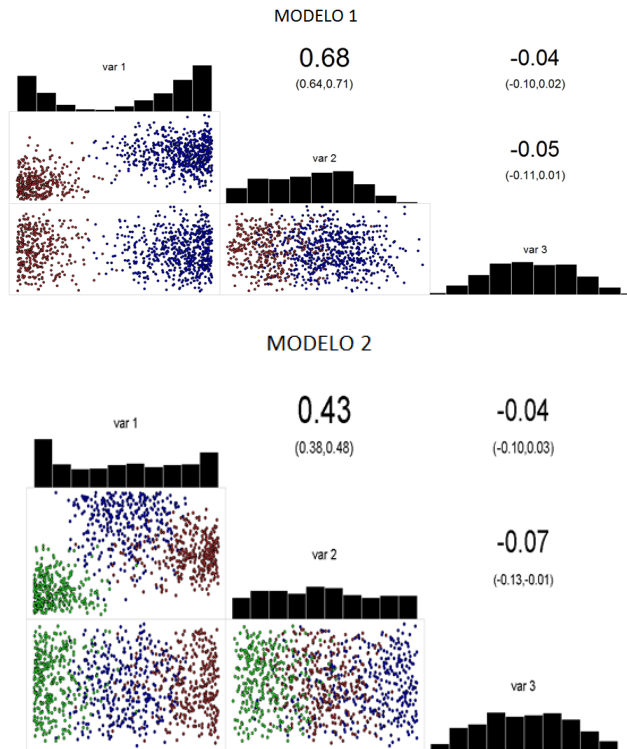 MODELO 1
var 1
0.68
(0.64,0.71)
-0.04
(-0.10,0.02)
var 2
-0.05
(-0.11,0.01)
var 3
MODELO 2
var 1
0.43
(0.38,0.48)
-0.04
(-0.10,0.03)
var 2
-0.07
(-0.13,-0.01)
var 3